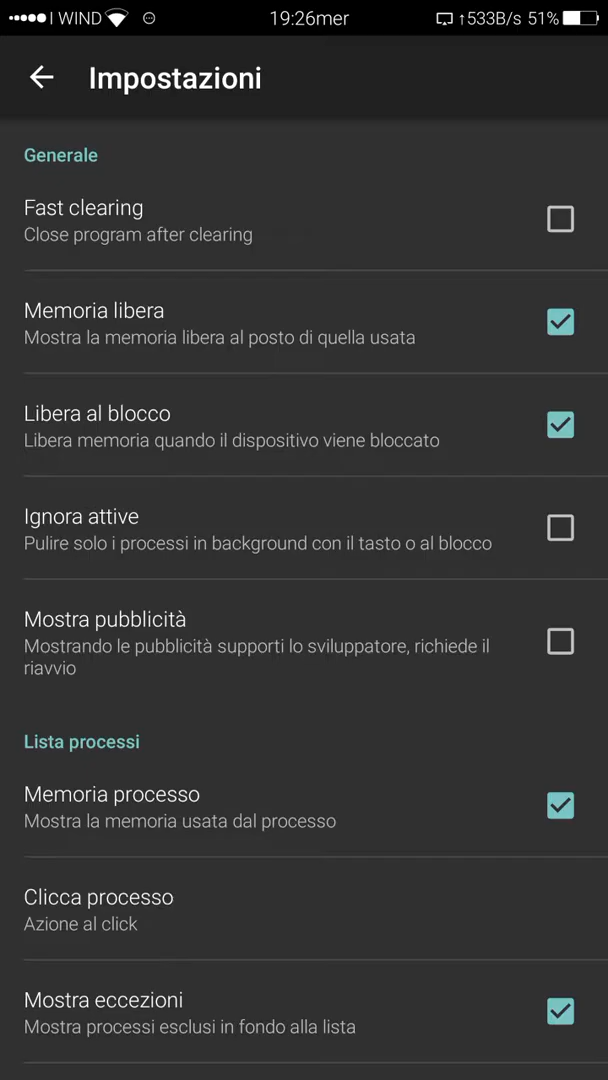 I WIND 19:26mer ↑533B/s 51%
Impostazioni
Generale
Fast clearing
Close program after clearing
Memoria libera
Mostra la memoria libera al posto di quella usata
Libera al blocco
Libera memoria quando il dispositivo viene bloccato
Ignora attive
Pulire solo i processi in background con il tasto o al blocco
Mostra pubblicità
Mostrando le pubblicità supporti lo sviluppatore, richiede il
riavvio
Lista processi
Memoria processo
Mostra la memoria usata dal processo
Clicca processo
Azione al click
Mostra eccezioni
Mostra processi esclusi in fondo alla lista